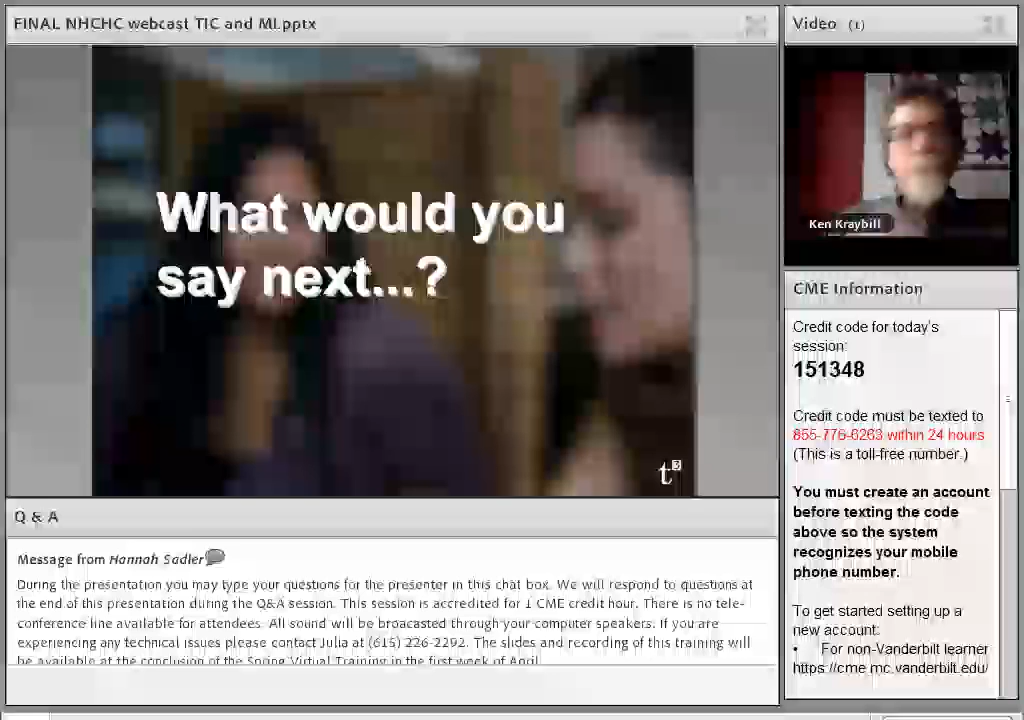 FINAL NHCHC webcast TIC and MI.pptx
What would you
say next...?
t3
Q & A
Message from Hannah Sadler
During the presentation you may type your questions for the presenter in this chat box. We will respond to questions at
the end of this presentation during the Q&A session. This session is accredited for 1 CME credit hour. There is no tele-
conference line available for attendees. All sound will be broacasted through your computer speakers. If you are
experiencing any technical issues please contact Julia at (615) 226-2292. The slides and recording of this training will
be available at the conclusion of the Spring Virtual Training in the first week of April.
Video (1)
Ken Kraybill
CME Information
Credit code for today's
session:
151348
Credit code must be texted to
855-776-6263 within 24 hours
(This is a toll-free number.)
You must create an account
before texting the code
above so the system
recognizes your mobile
phone number.
To get started setting up a
new account:
• For non-Vanderbilt learner
https://cme.mc.vanderbilt.edu/